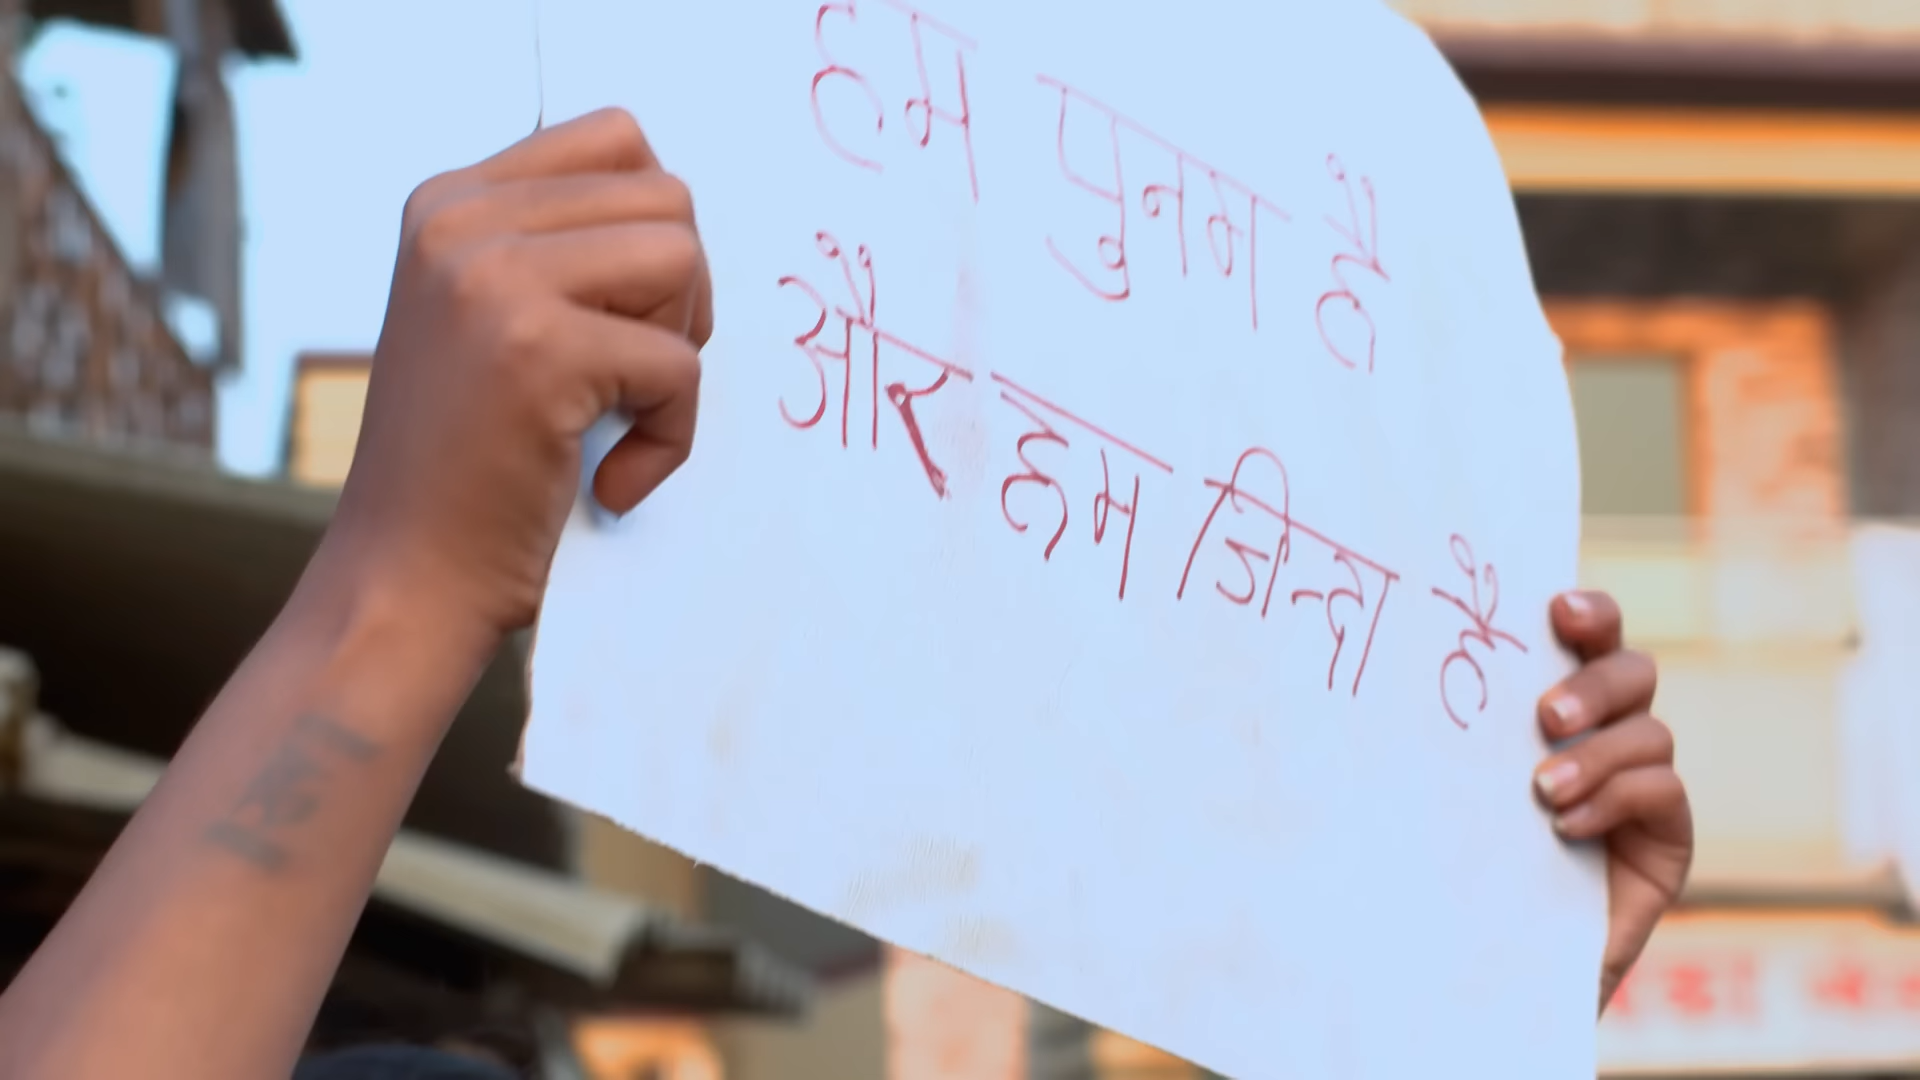 हम पुनम है
और हम जिन्दा है